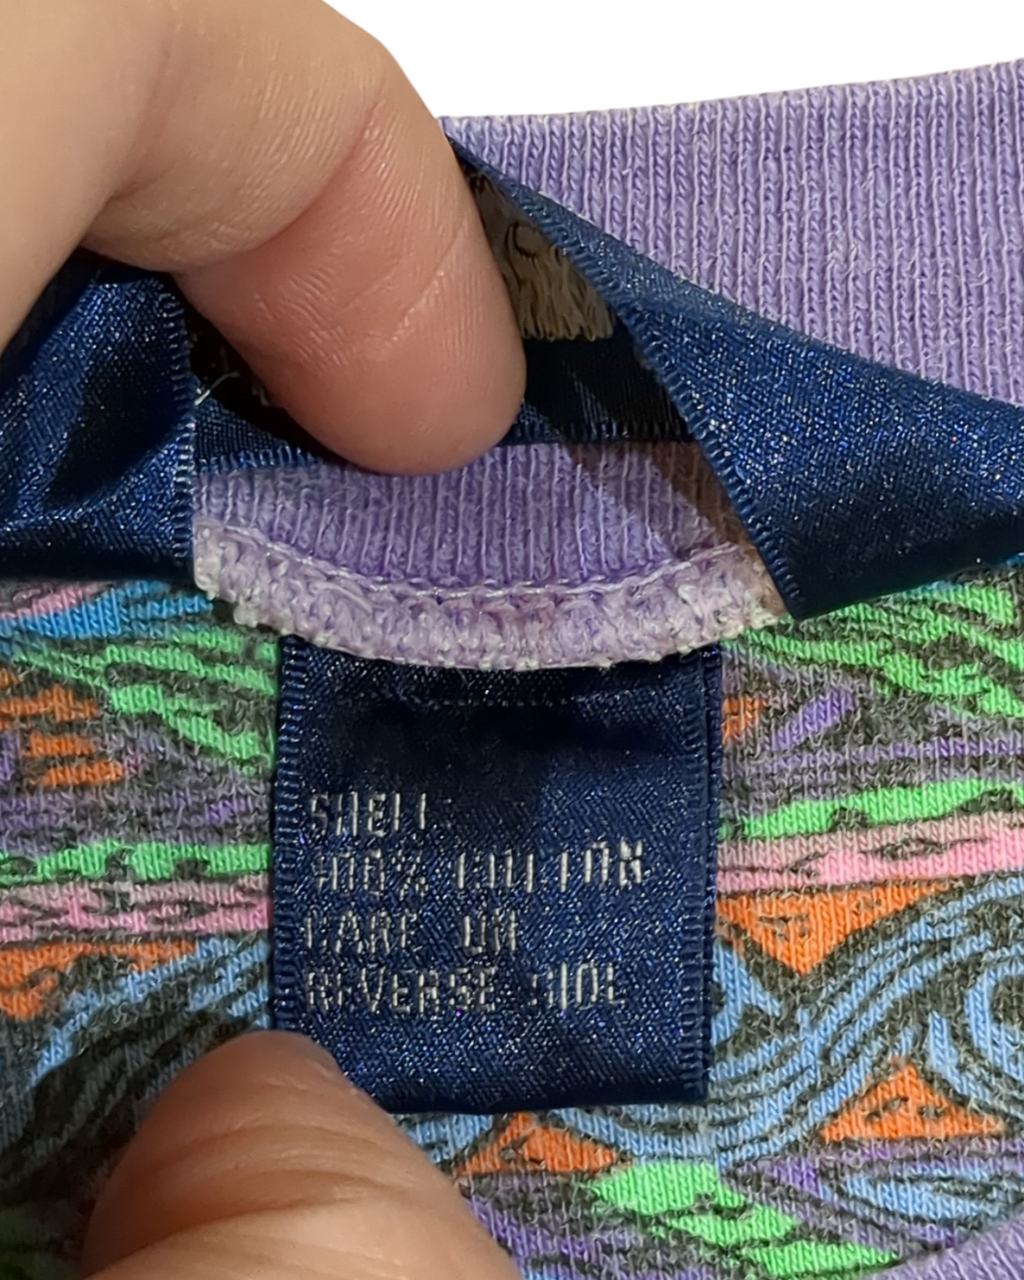 SHELL:
100% COTTON
CARE ON
REVERSE SIDE